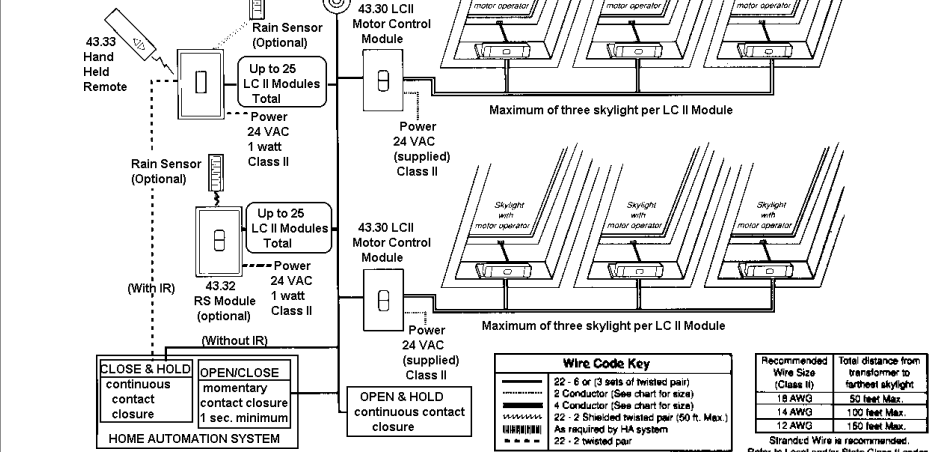 43.30 LCII
Motor Control
Module
motor operator
motor operator
motor operator
Rain Sensor
(Optional)
43.33
Hand
Held
Remote
Up to 25
LC II Modules
Total
Maximum of three skylight per LC II Module
Power
24 VAC
1 watt
Class II
Power
24 VAC
(supplied)
Class II
Rain Sensor
(Optional)
Up to 25
LC II Modules
Total
43.30 LCII
Motor Control
Module
Skylight
with
motor operator
Skylight
with
motor operator
Skylight
with
motor operator
Power
24 VAC
1 watt
Class II
43.32
RS Module
(optional)
(With IR)
Maximum of three skylight per LC II Module
Power
24 VAC
(supplied)
Class II
(Without IR)
CLOSE & HOLD
continuous
contact
closure
OPEN/CLOSE
momentary
contact closure
1 sec. minimum
HOME AUTOMATION SYSTEM
OPEN & HOLD
continuous contact
closure
Wire Code Key
22 - 6 or (3 sets of twisted pair)
2 Conductor (See chart for size)
4 Conductor (See chart for size)
22 - 2 Shielded twisted pair (50 ft. Max.)
As required by HA system
22 - 2 twisted pair
Recommended
Wire Size
(Class II)
Total distance from
transformer to
farthest skylight
18 AWG 50 feet Max.
14 AWG 100 feet Max.
12 AWG 150 feet Max.
Stranded Wire is recommended.